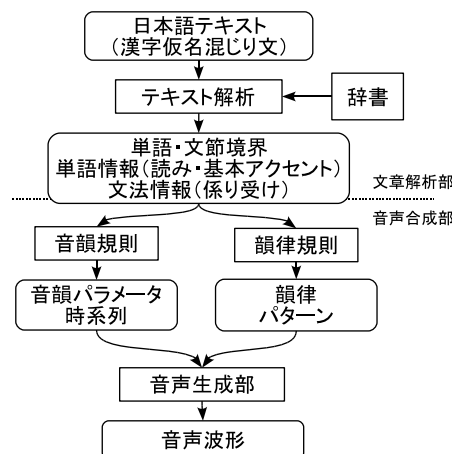 日本語テキスト
(漢字仮名混じり文)
テキスト解析
辞書
単語・文節境界
単語情報(読み・基本アクセント)
文法情報(係り受け)
文章解析部
音声合成部
音韻規則
韻律規則
音韻パラメータ
時系列
韻律
パターン
音声生成部
音声波形